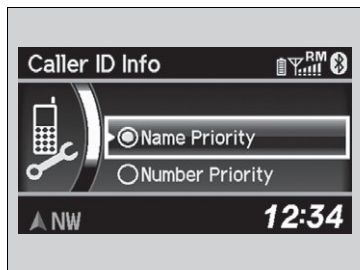 Caller ID Info
RM
Name Priority
Number Priority
NW
12:34